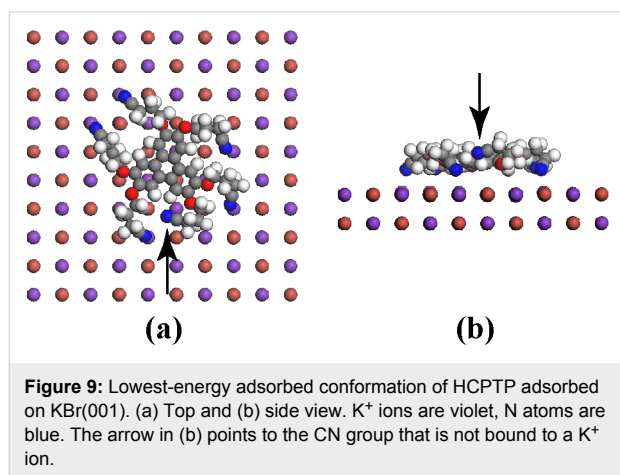 (a)
(b)
Figure 9: Lowest-energy adsorbed conformation of HCPTP adsorbed
on KBr(001). (a) Top and (b) side view. K⁺ ions are violet, N atoms are
blue. The arrow in (b) points to the CN group that is not bound to a K⁺
ion.